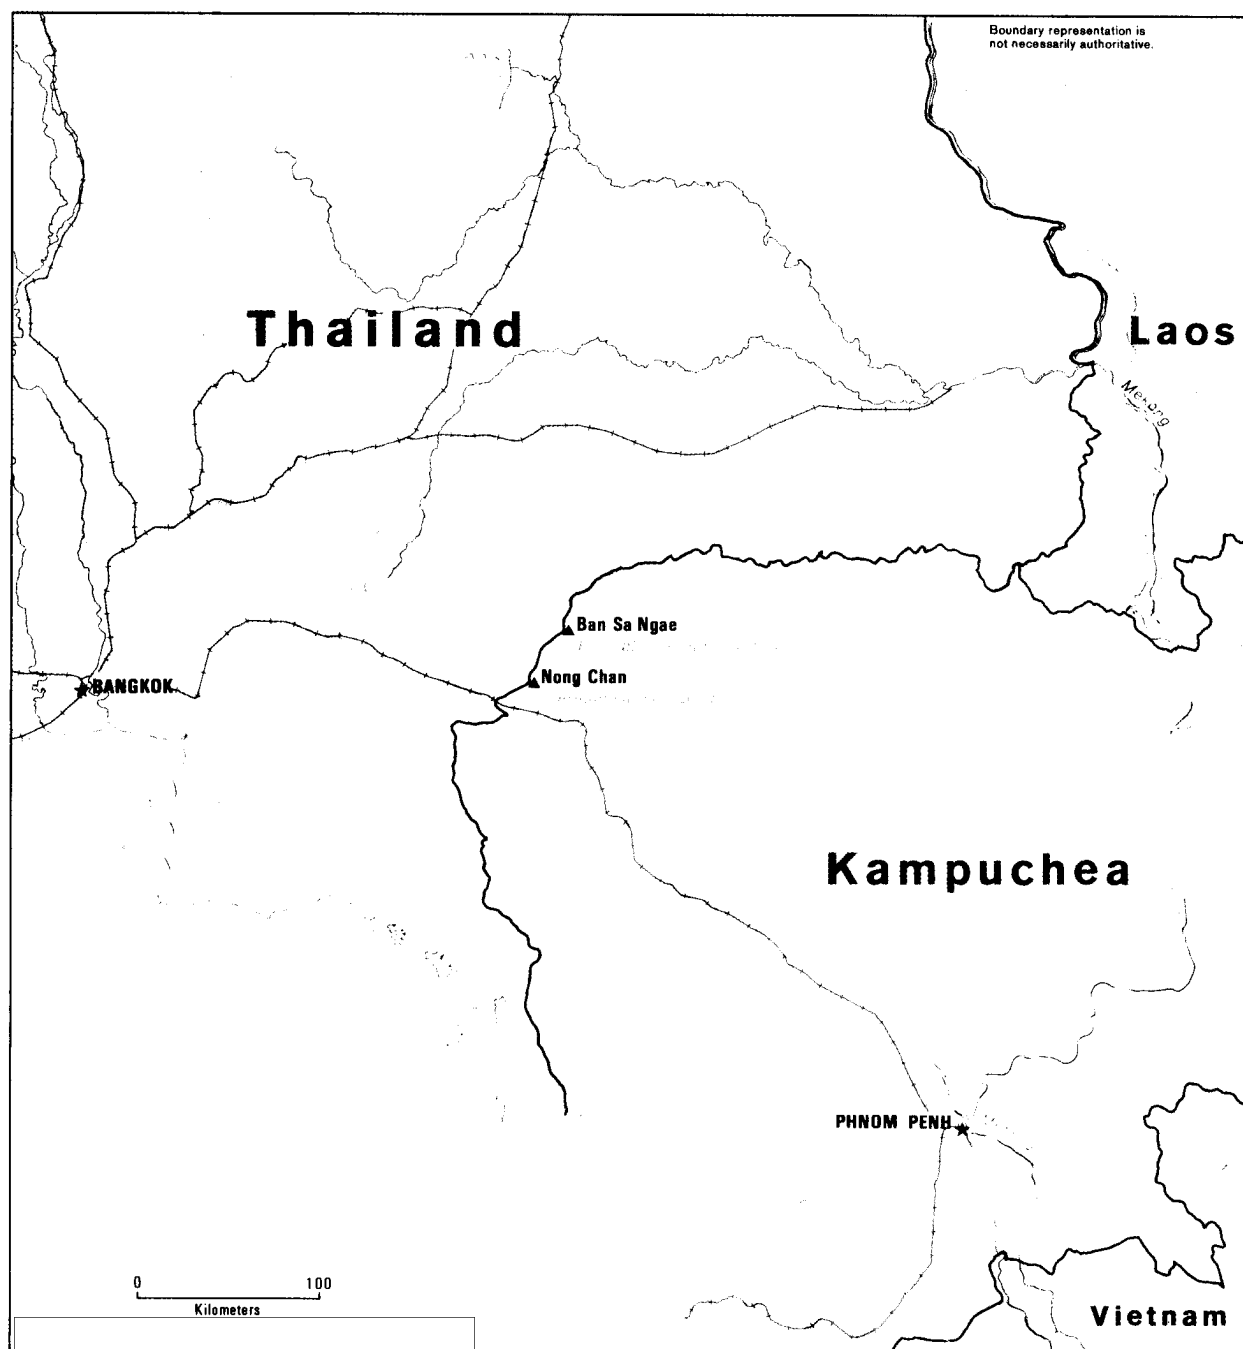 Boundary representation is
not necessarily authoritative.
Thailand
Laos
Mekong
Ban Sa Ngae
Nong Chan
BANGKOK
Kampuchea
PHNOM PENH
0 100
Kilometers
Vietnam